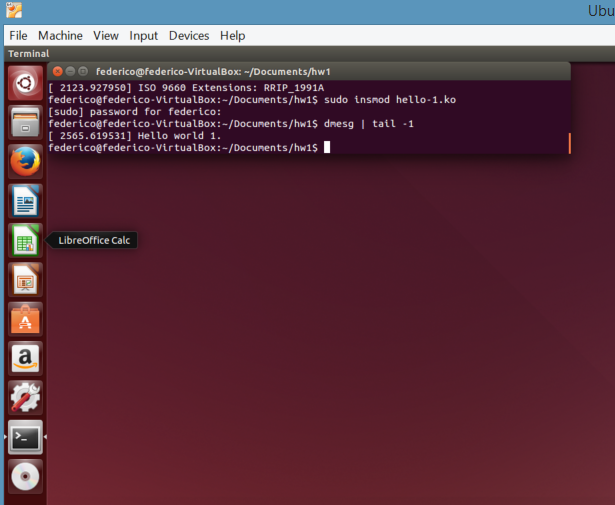 Ubu
File Machine View Input Devices Help
Terminal
federico@federico-VirtualBox: ~/Documents/hw1
[ 2123.927950] ISO 9660 Extensions: RRIP_1991A
federico@federico-VirtualBox:~/Documents/hw1$ sudo insmod hello-1.ko
[sudo] password for federico:
federico@federico-VirtualBox:~/Documents/hw1$ dmesg | tail -1
[ 2565.619531] Hello world 1.
federico@federico-VirtualBox:~/Documents/hw1$
LibreOffice Calc
A
a
>_